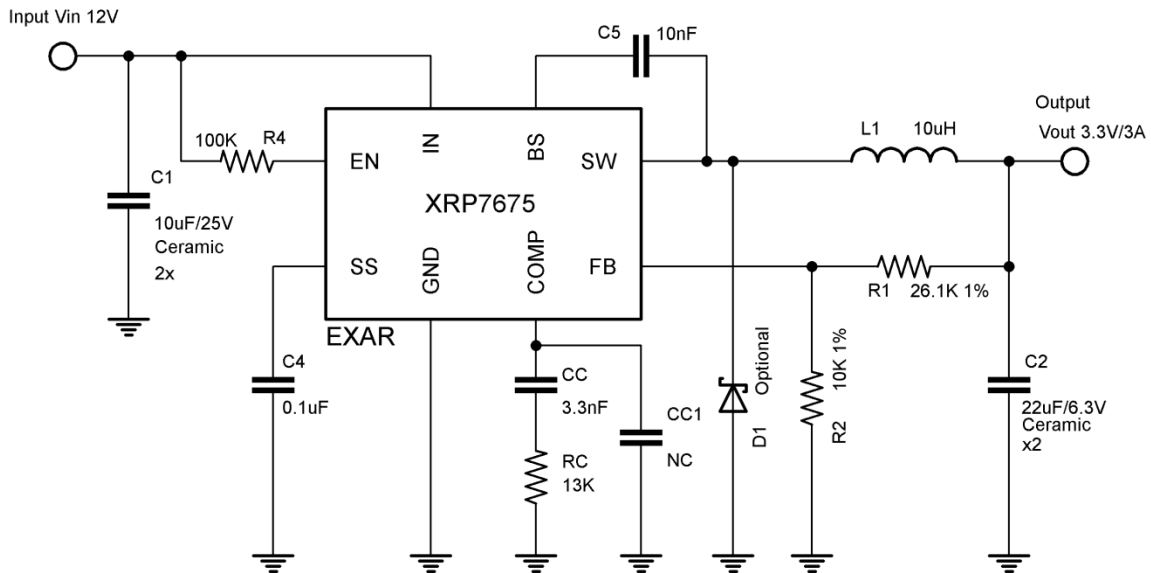 Input Vin 12V
C5
10nF
Output
Vout 3.3V/3A
L1
10uH
100K
R4
EN
IN
BS
SW
XRP7675
C1
10uF/25V
Ceramic
2x
SS
GND
COMP
FB
R1
26.1K 1%
EXAR
C4
0.1uF
CC
3.3nF
CC1
NC
RC
13K
Optional
D1
10K 1%
R2
C2
22uF/6.3V
Ceramic
x2